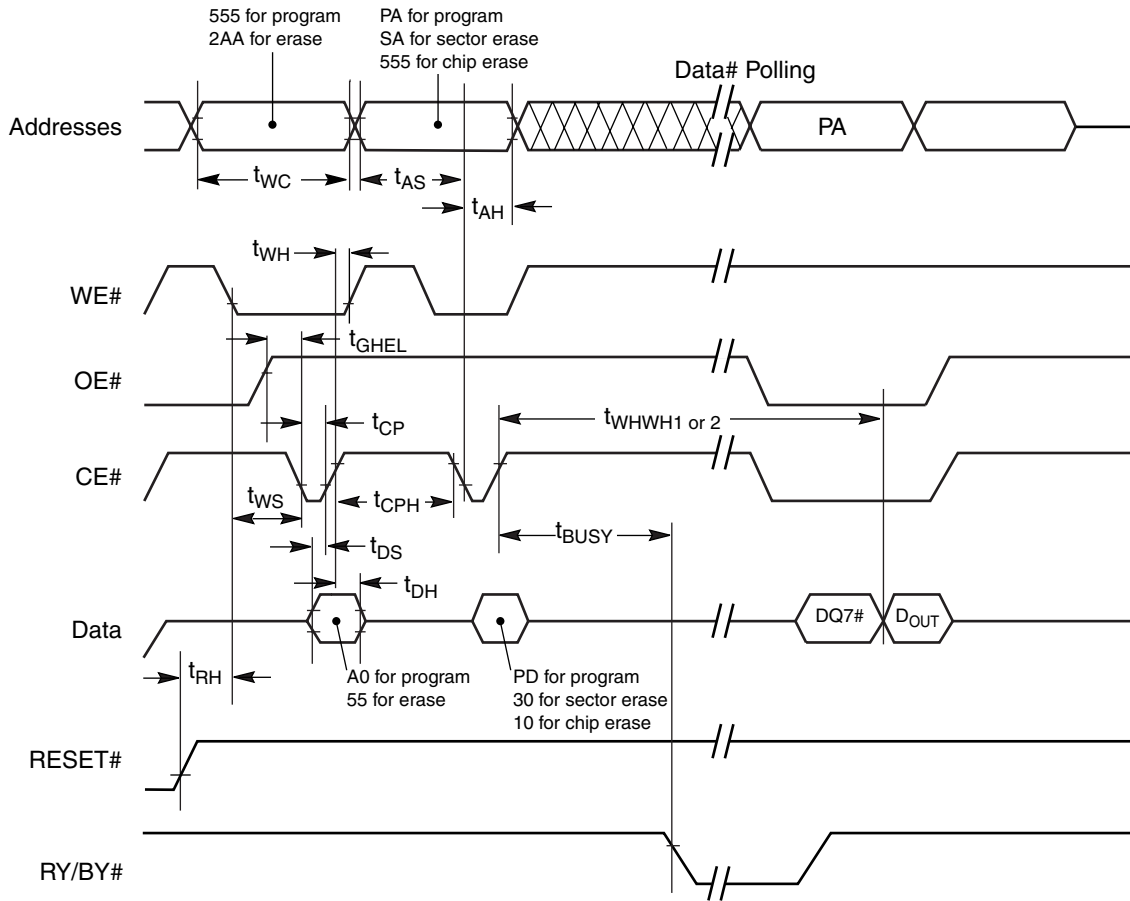 555 for program
2AA for erase
PA for program
SA for sector erase
555 for chip erase
Data# Polling
Addresses
PA
tWC
tAS
tAH
tWH
WE#
tGHEL
OE#
tWHWH1 or 2
tCP
CE#
tWS
tCPH
tBUSY
tDS
tDH
Data
DQ7#
DOUT
tRH
A0 for program
55 for erase
PD for program
30 for sector erase
10 for chip erase
RESET#
RY/BY#